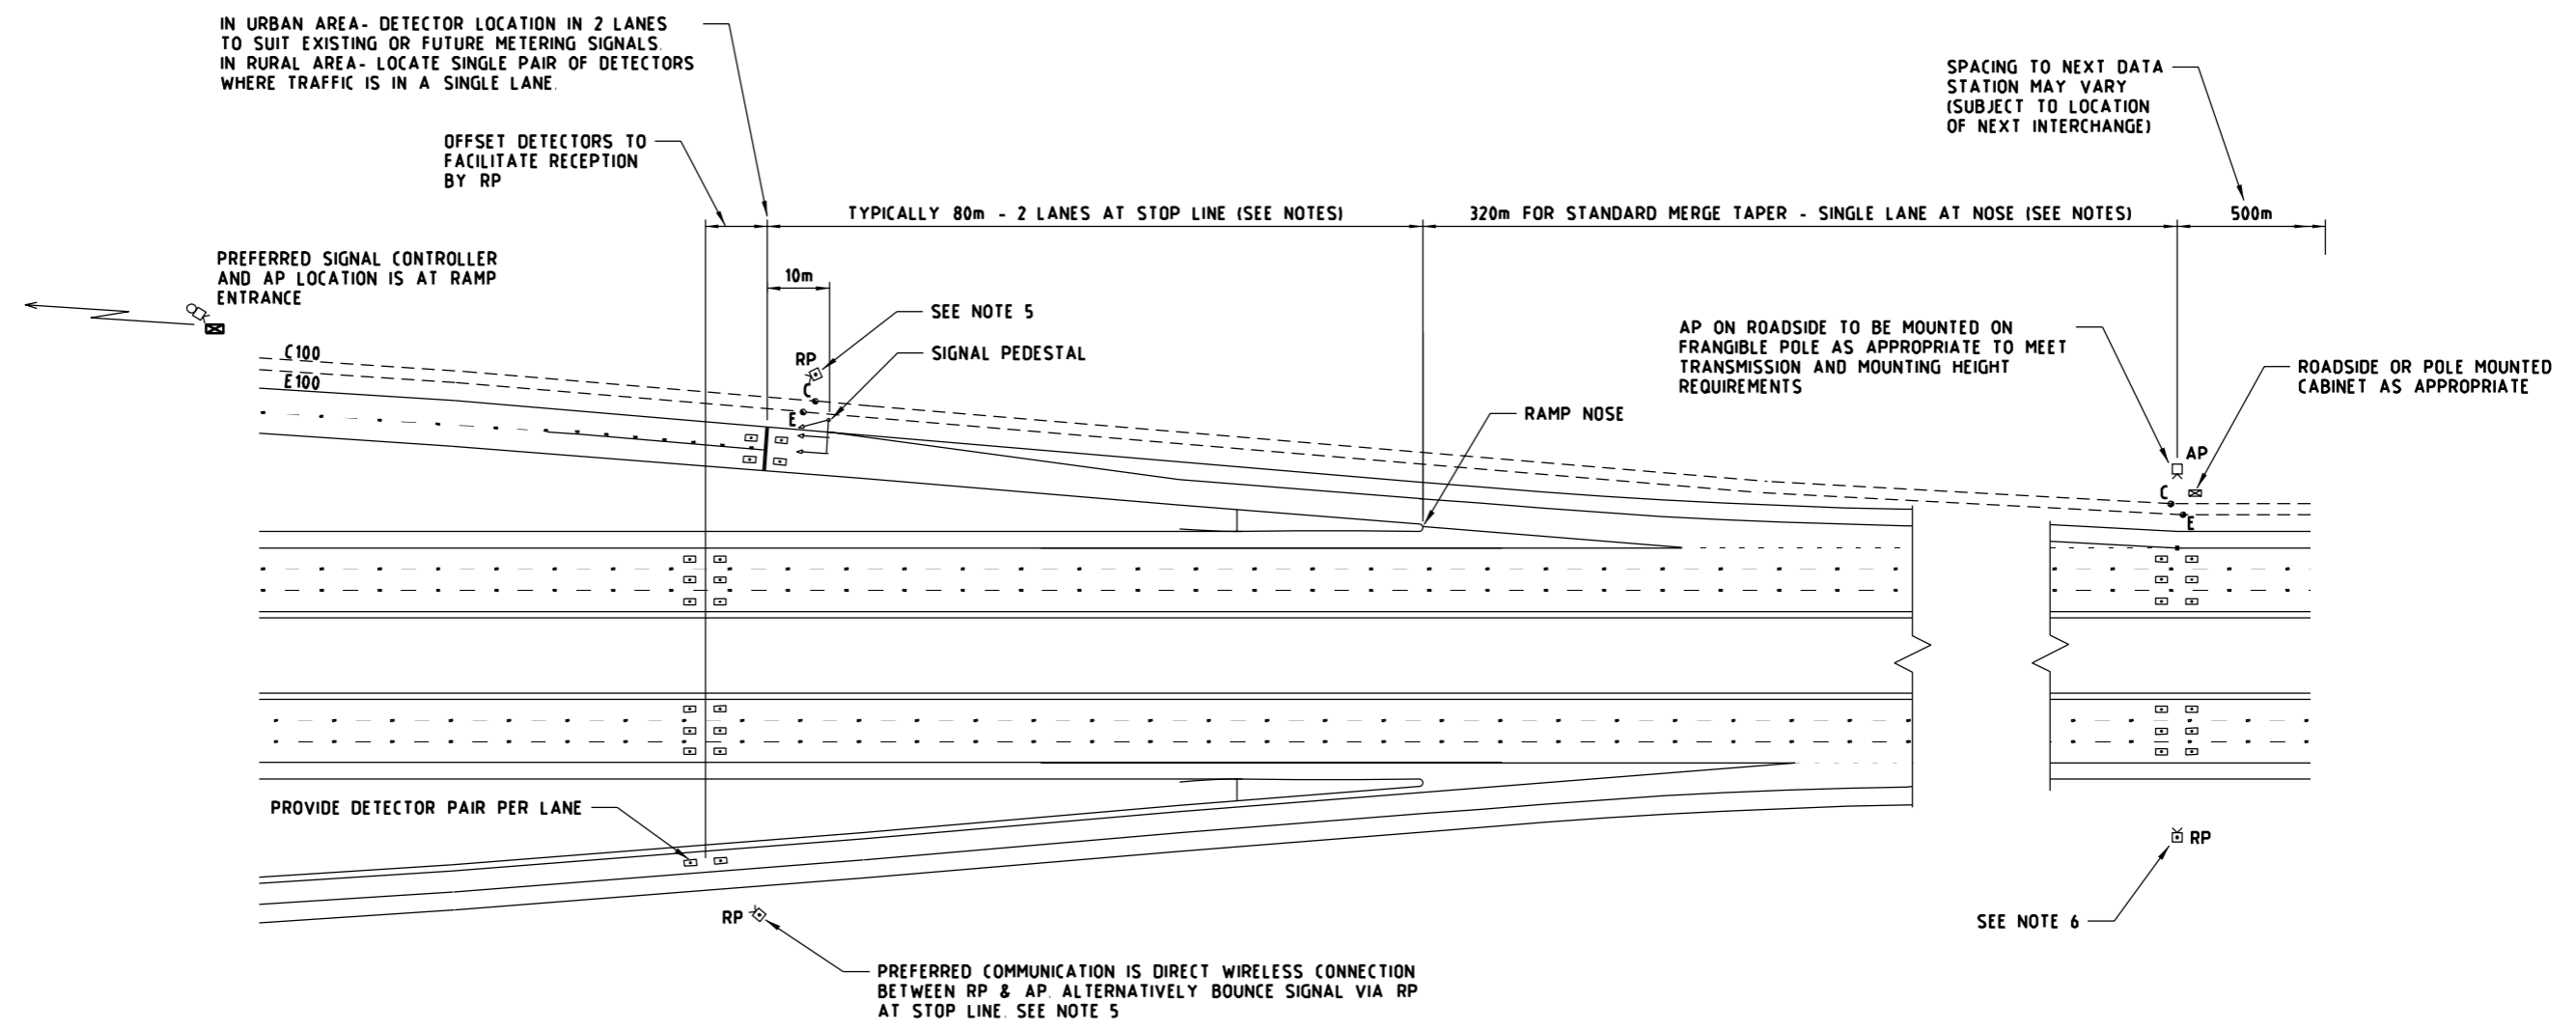 IN URBAN AREA- DETECTOR LOCATION IN 2 LANES
TO SUIT EXISTING OR FUTURE METERING SIGNALS.
IN RURAL AREA- LOCATE SINGLE PAIR OF DETECTORS
WHERE TRAFFIC IS IN A SINGLE LANE.
SPACING TO NEXT DATA
STATION MAY VARY
(SUBJECT TO LOCATION
OF NEXT INTERCHANGE)
OFFSET DETECTORS TO
FACILITATE RECEPTION
BY RP
TYPICALLY 80m - 2 LANES AT STOP LINE (SEE NOTES)
320m FOR STANDARD MERGE TAPER - SINGLE LANE AT NOSE (SEE NOTES)
500m
PREFERRED SIGNAL CONTROLLER
AND AP LOCATION IS AT RAMP
ENTRANCE
10m
SEE NOTE 5
SIGNAL PEDESTAL
RP
C
E
C100
E100
AP ON ROADSIDE TO BE MOUNTED ON
FRANGIBLE POLE AS APPROPRIATE TO MEET
TRANSMISSION AND MOUNTING HEIGHT
REQUIREMENTS
ROADSIDE OR POLE MOUNTED
CABINET AS APPROPRIATE
RAMP NOSE
AP
C
E
PROVIDE DETECTOR PAIR PER LANE
RP
RP
SEE NOTE 6
PREFERRED COMMUNICATION IS DIRECT WIRELESS CONNECTION
BETWEEN RP & AP. ALTERNATIVELY BOUNCE SIGNAL VIA RP
AT STOP LINE. SEE NOTE 5